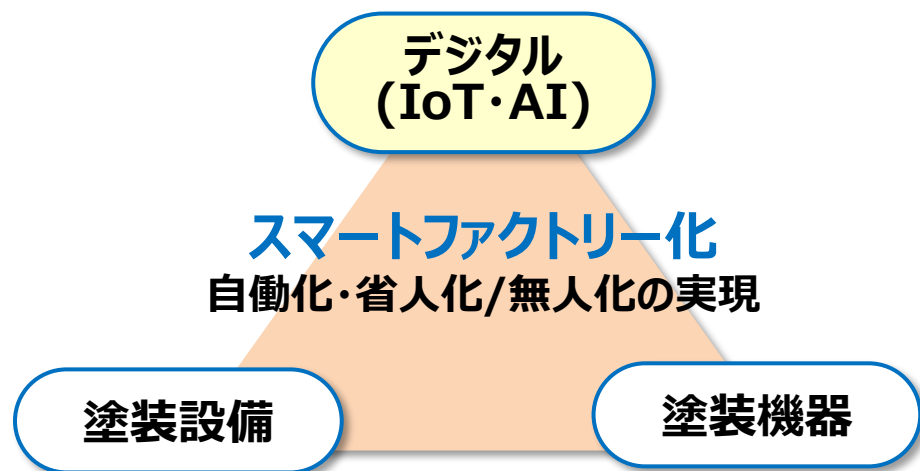 デジタル
(IoT・AI)
スマートファクトリー化
自働化・省人化/無人化の実現
塗装設備
塗装機器